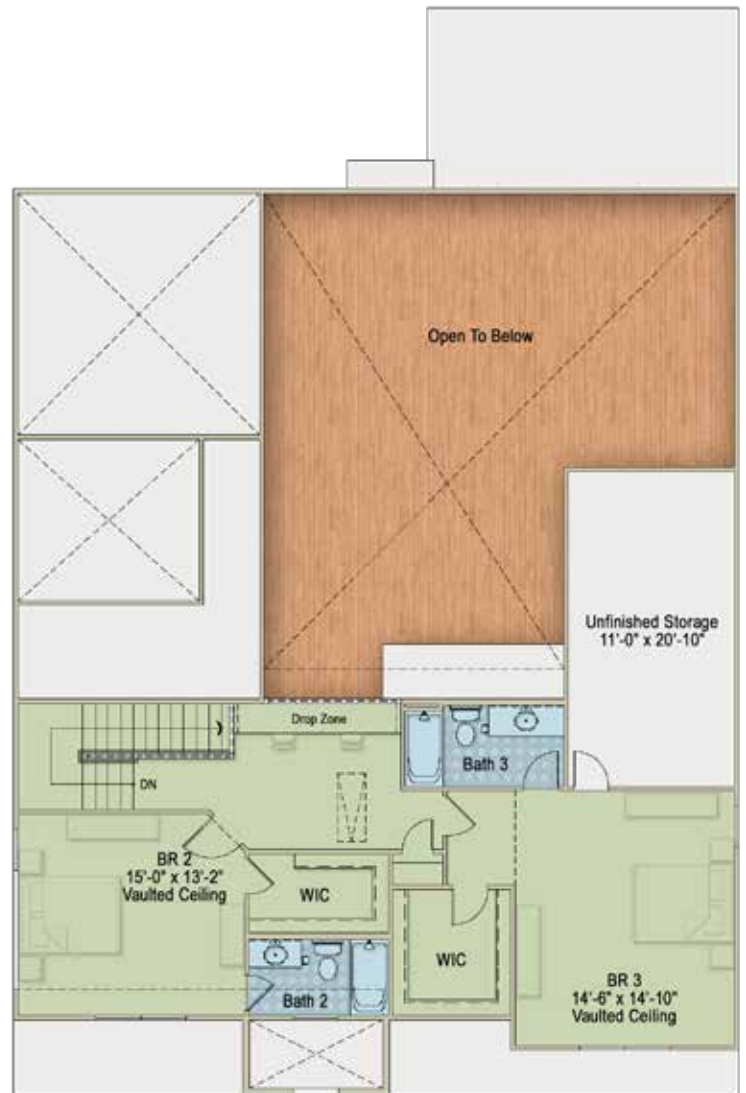 Open To Below
Unfinished Storage
11'-0" x 20'-10"
Drop Zone
Bath 3
DN
BR 2
15'-0" x 13'-2"
Vaulted Ceiling
WIC
WIC
Bath 2
BR 3
14'-6" x 14'-10"
Vaulted Ceiling